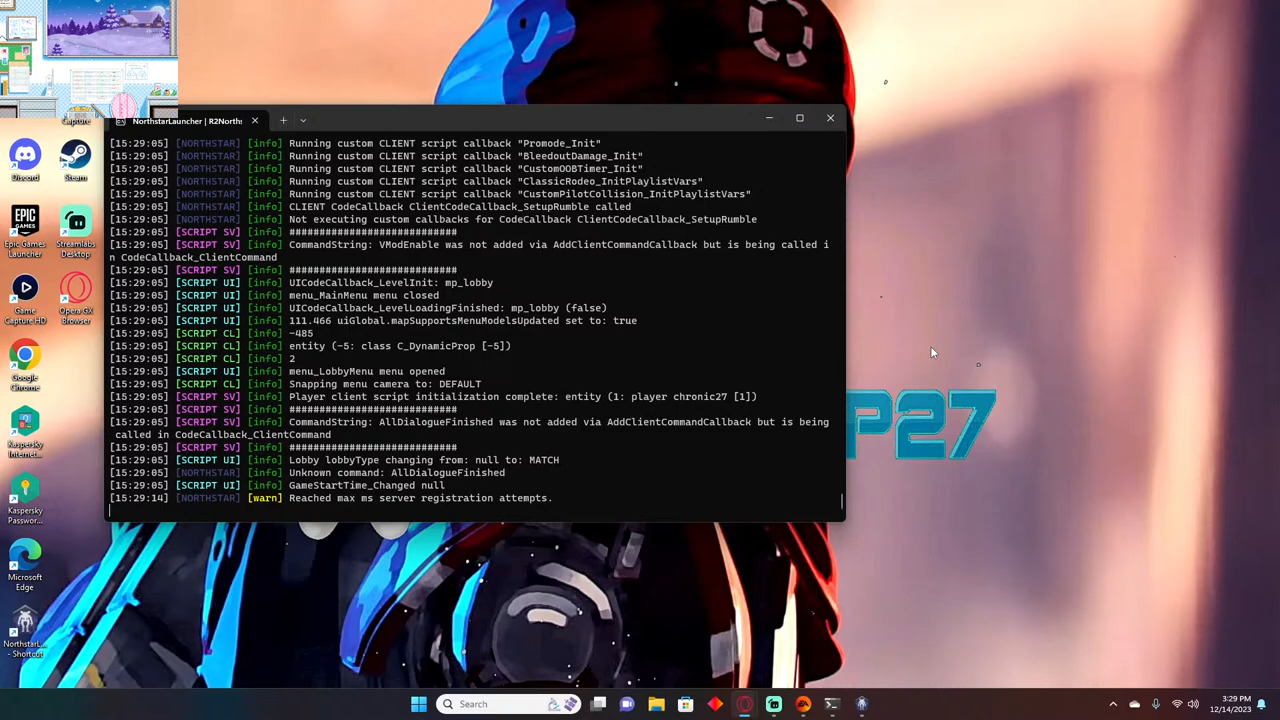 Capture
NorthstarLauncher | R2Norths
[15:29:05] [NORTHSTAR] [info] Running custom CLIENT script callback "Promode_Init"
[15:29:05] [NORTHSTAR] [info] Running custom CLIENT script callback "BleedoutDamage_Init"
[15:29:05] [NORTHSTAR] [info] Running custom CLIENT script callback "CustomOOBTimer_Init"
[15:29:05] [NORTHSTAR] [info] Running custom CLIENT script callback "ClassicRodeo_InitPlaylistVars"
[15:29:05] [NORTHSTAR] [info] Running custom CLIENT script callback "CustomPilotCollision_InitPlaylistVars"
[15:29:05] [NORTHSTAR] [info] CLIENT CodeCallback ClientCodeCallback_SetupRumble called
[15:29:05] [NORTHSTAR] [info] Not executing custom callbacks for CodeCallback ClientCodeCallback_SetupRumble
[15:29:05] [SCRIPT SV] [info] ############################
[15:29:05] [SCRIPT SV] [info] CommandString: VModEnable was not added via AddClientCommandCallback but is being called i
n CodeCallback_ClientCommand
[15:29:05] [SCRIPT SV] [info] ############################
[15:29:05] [SCRIPT UI] [info] UICodeCallback_LevelInit: mp_lobby
[15:29:05] [SCRIPT UI] [info] menu_MainMenu menu closed
[15:29:05] [SCRIPT UI] [info] UICodeCallback_LevelLoadingFinished: mp_lobby (false)
[15:29:05] [SCRIPT UI] [info] 111.466 uiGlobal.mapSupportsMenuModelsUpdated set to: true
[15:29:05] [SCRIPT CL] [info] -485
[15:29:05] [SCRIPT CL] [info] entity (-5: class C_DynamicProp [-5])
[15:29:05] [SCRIPT CL] [info] 2
[15:29:05] [SCRIPT UI] [info] menu_LobbyMenu menu opened
[15:29:05] [SCRIPT CL] [info] Snapping menu camera to: DEFAULT
[15:29:05] [SCRIPT CL] [info] Player client script initialization complete: entity (1: player chronic27 [1])
[15:29:05] [SCRIPT SV] [info] ############################
[15:29:05] [SCRIPT SV] [info] CommandString: AllDialogueFinished was not added via AddClientCommandCallback but is being
called in CodeCallback_ClientCommand
[15:29:05] [SCRIPT SV] [info] ############################
[15:29:05] [SCRIPT UI] [info] Lobby lobbyType changing from: null to: MATCH
[15:29:05] [NORTHSTAR] [info] Unknown command: AllDialogueFinished
[15:29:05] [SCRIPT UI] [info] GameStartTime_Changed null
[15:29:14] [NORTHSTAR] [warn] Reached max ms server registration attempts.
Discord
Steam
Epic Games
Launcher
Streamlabs
Desktop
Game
Capture HD
Opera GX
Browser
Google
Chrome
Kaspersky
Internet...
Kaspersky
Passwor...
Microsoft
Edge
NorthstarL...
- Shortcut
P27
Search
3:29 PM
12/14/2023